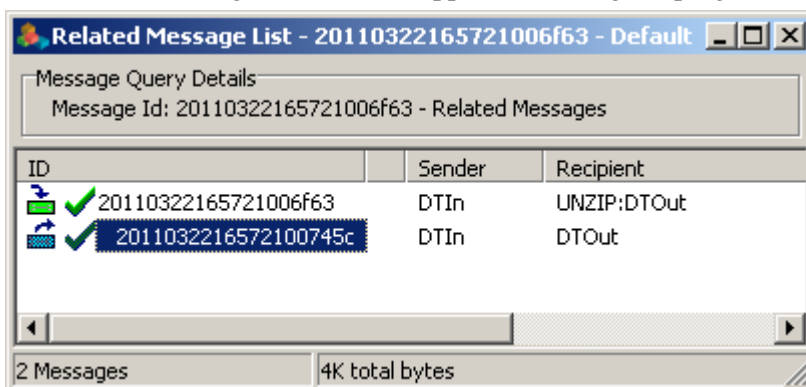 Related Message List - 20110322165721006f63 - Default
Message Query Details
Message Id: 20110322165721006f63 - Related Messages
ID Sender Recipient
20110322165721006f63 DTIn UNZIP:DTOut
2011032216572100745c DTIn DTOut
2 Messages 4K total bytes